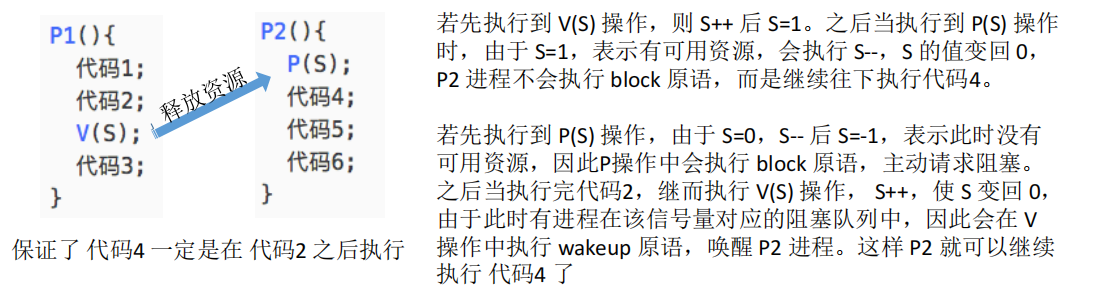 P1(){
代码1;
代码2;
V(S);
代码3;
}
释放资源
P2(){
P(S);
代码4;
代码5;
代码6;
}
保证了 代码4 一定是在 代码2 之后执行
若先执行到 V(S) 操作，则 S++ 后 S=1。之后当执行到 P(S) 操作
时，由于 S=1，表示有可用资源，会执行 S--，S 的值变回 0，
P2 进程不会执行 block 原语，而是继续往下执行代码4。
若先执行到 P(S) 操作，由于 S=0，S-- 后 S=-1，表示此时没有
可用资源，因此P操作中会执行 block 原语，主动请求阻塞。
之后当执行完代码2，继而执行 V(S) 操作， S++，使 S 变回 0，
由于此时有进程在该信号量对应的阻塞队列中，因此会在 V
操作中执行 wakeup 原语，唤醒 P2 进程。这样 P2 就可以继续
执行 代码4 了